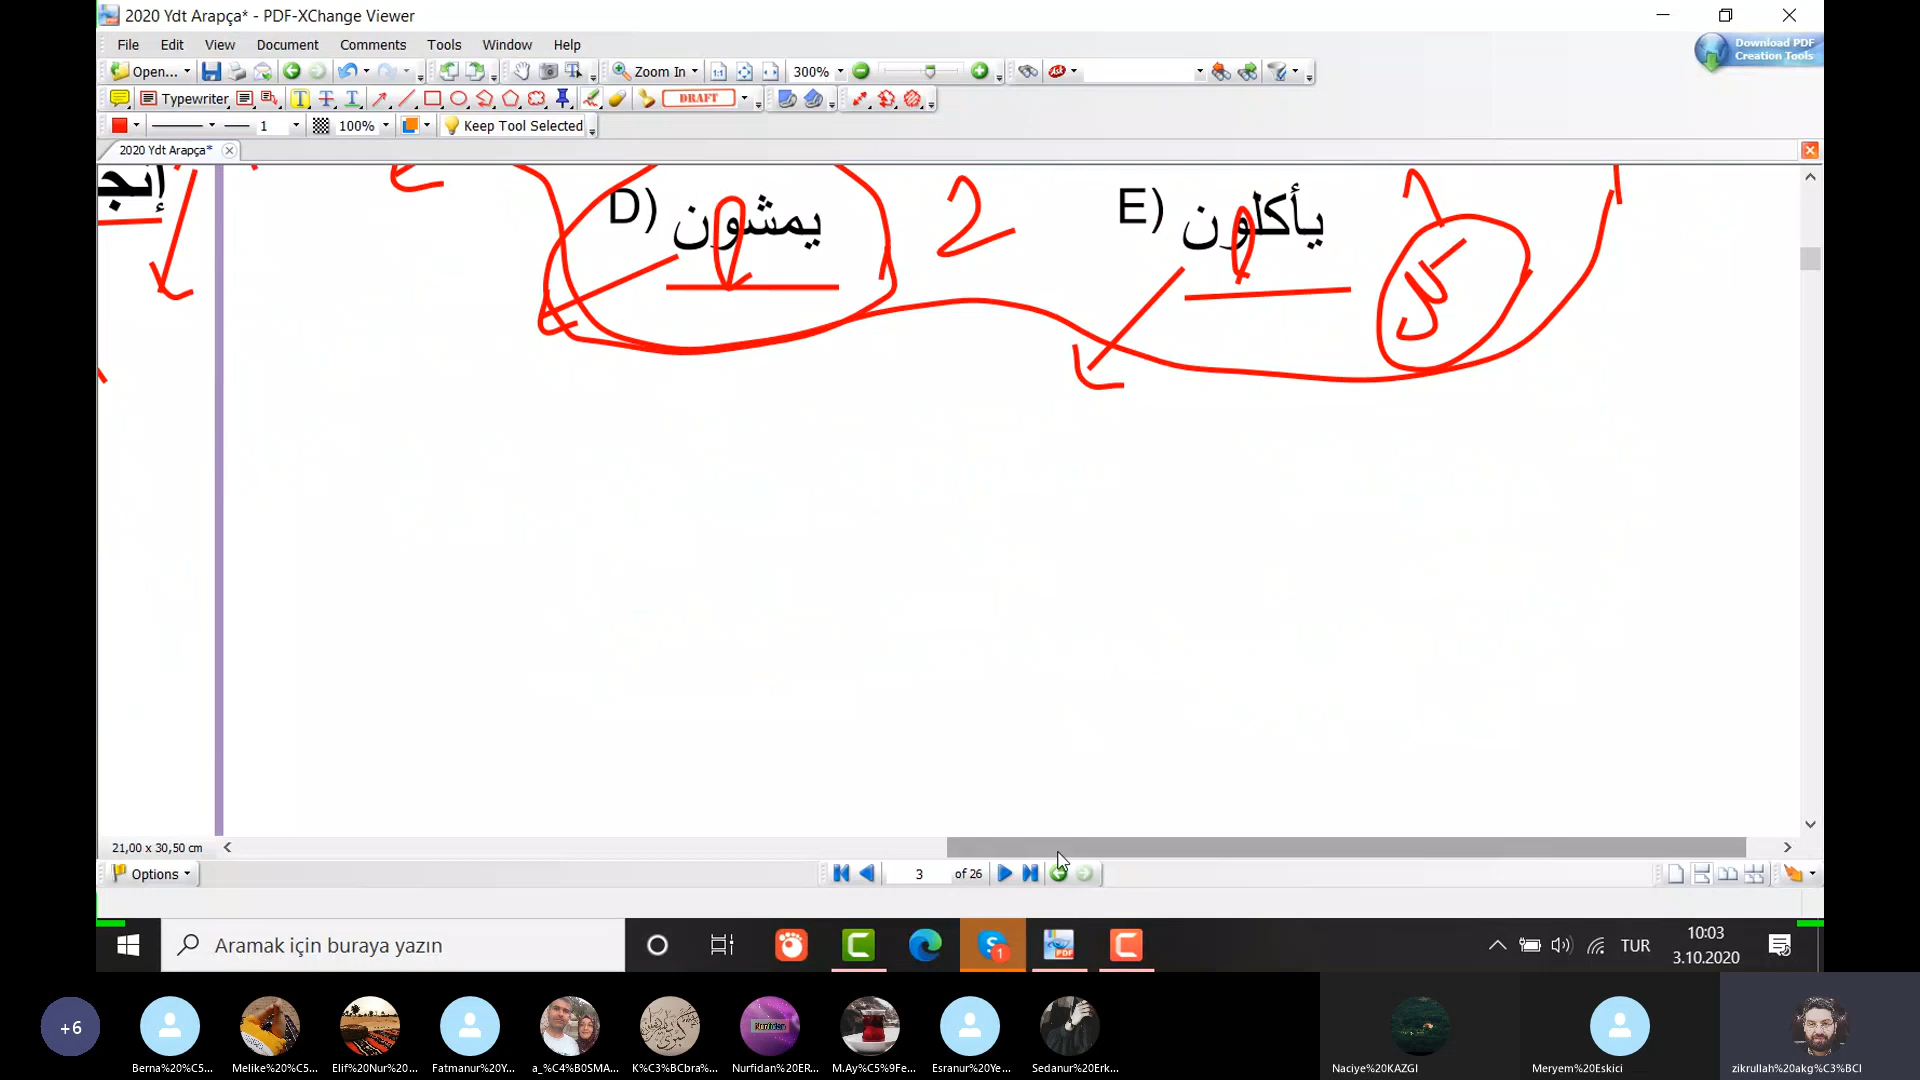 2020 Ydt Arapça* - PDF-XChange Viewer
File Edit View Document Comments Tools Window Help
Download PDF
Creation Tools
Open... Zoom In 300%
Typewriter DRAFT
1 100% Keep Tool Selected
2020 Ydt Arapça*
D) يمشون 2 E) يأكلون
21,00 x 30,50 cm
Options 3 of 26
Aramak için buraya yazın
TUR 10:03
3.10.2020
+6
Berna%20%C5... Melike%20%C5... Elif%20Nur%20... Fatmanur%20Y... a_%C4%B0SMA... K%C3%BCbra%... Nurfidan%20ER... M.Ay%C5%9Fe... Esranur%20Ye... Sedanur%20Erk... Naciye%20KAZGI Meryem%20Eskici zikrullah%20akg%C3%BCl